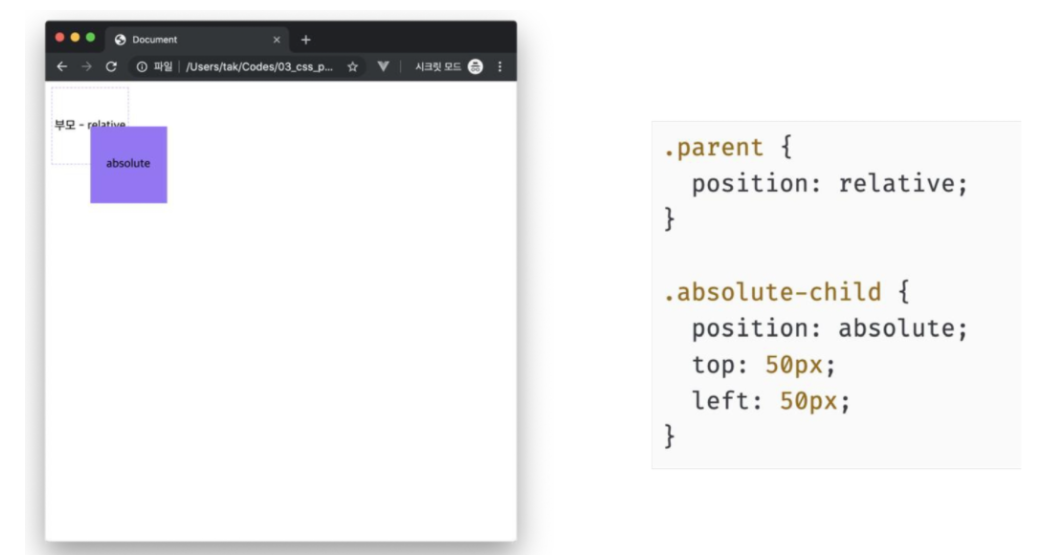 Document
파일 | /Users/tak/Codes/03_css_p... 시크릿 모드
부모 - relative
absolute
.parent {
  position: relative;
}
.absolute-child {
  position: absolute;
  top: 50px;
  left: 50px;
}